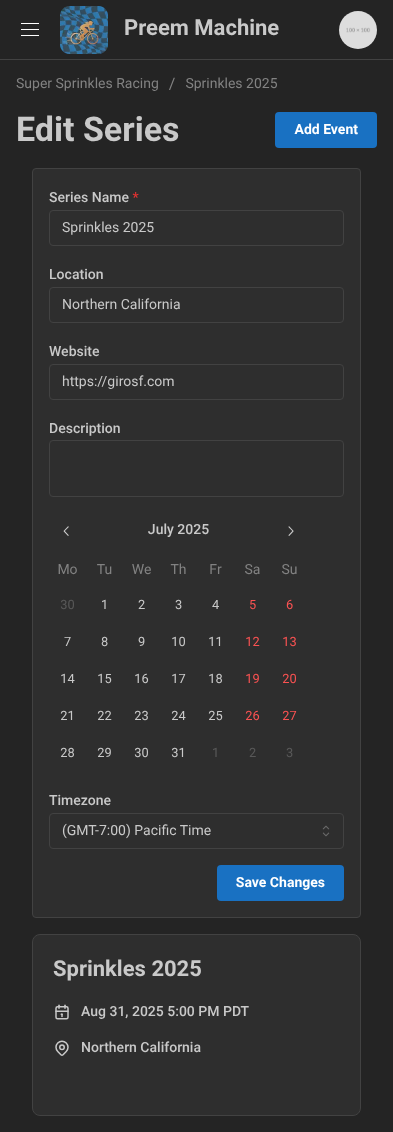 Preem Machine
100 × 100
Super Sprinkles Racing / Sprinkles 2025
Edit Series
Add Event
Series Name *
Sprinkles 2025
Location
Northern California
Website
https://girosf.com
Description
July 2025
Mo Tu We Th Fr Sa Su
30 1 2 3 4 5 6
7 8 9 10 11 12 13
14 15 16 17 18 19 20
21 22 23 24 25 26 27
28 29 30 31 1 2 3
Timezone
(GMT-7:00) Pacific Time
Save Changes
Sprinkles 2025
Aug 31, 2025 5:00 PM PDT
Northern California